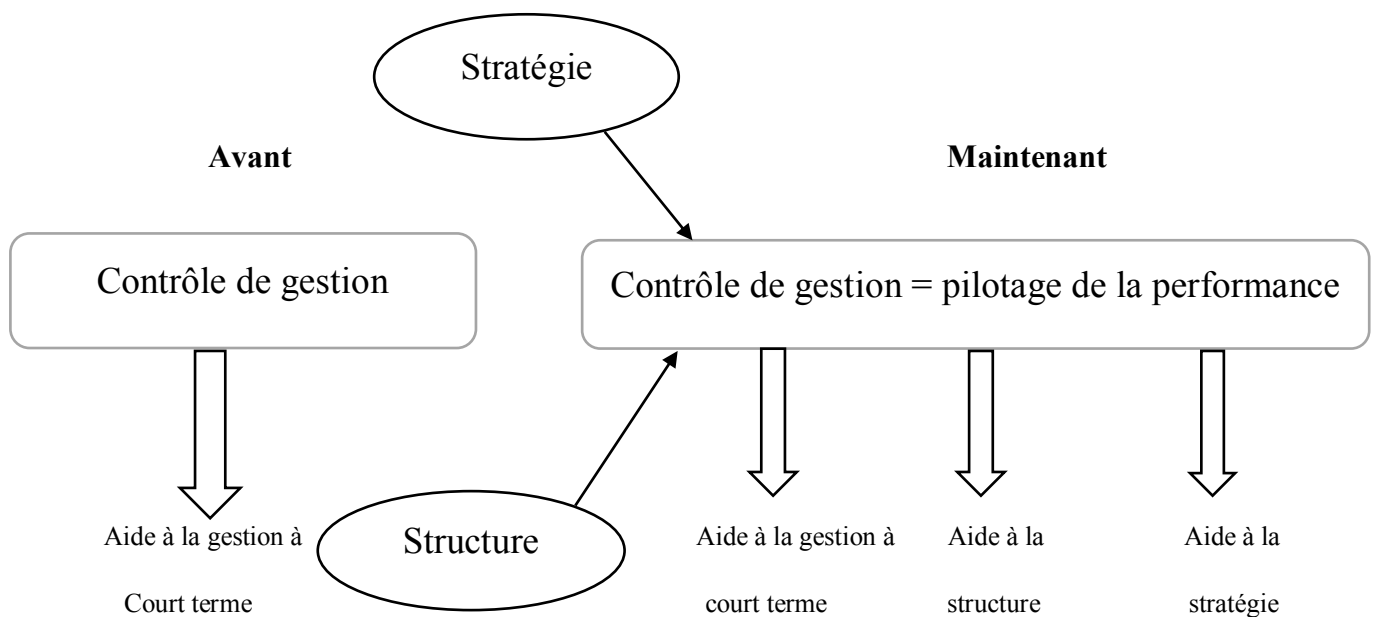 Stratégie
Avant
Maintenant
Contrôle de gestion
Contrôle de gestion = pilotage de la performance
Aide à la gestion à
Court terme
Structure
Aide à la gestion à
court terme
Aide à la
structure
Aide à la
stratégie